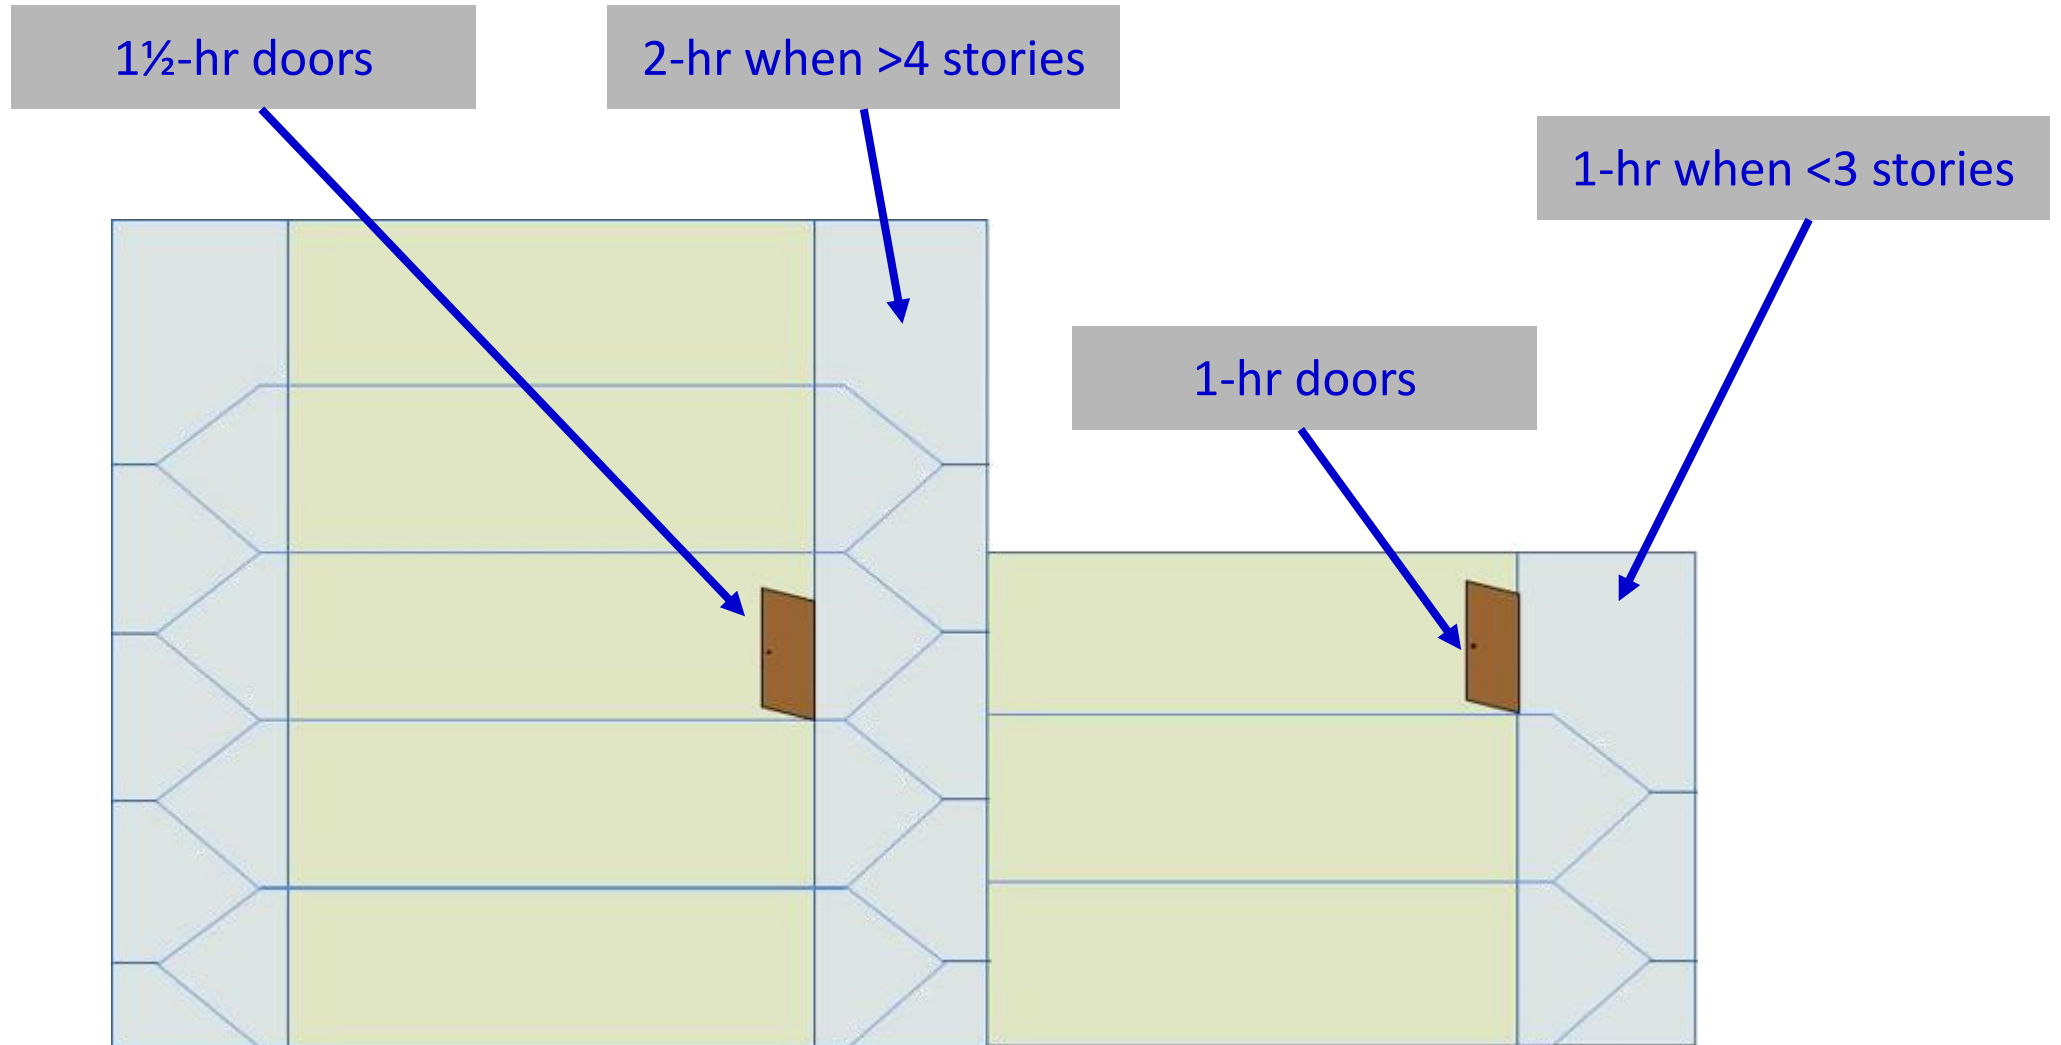 1½-hr doors
2-hr when >4 stories
1-hr when <3 stories
1-hr doors